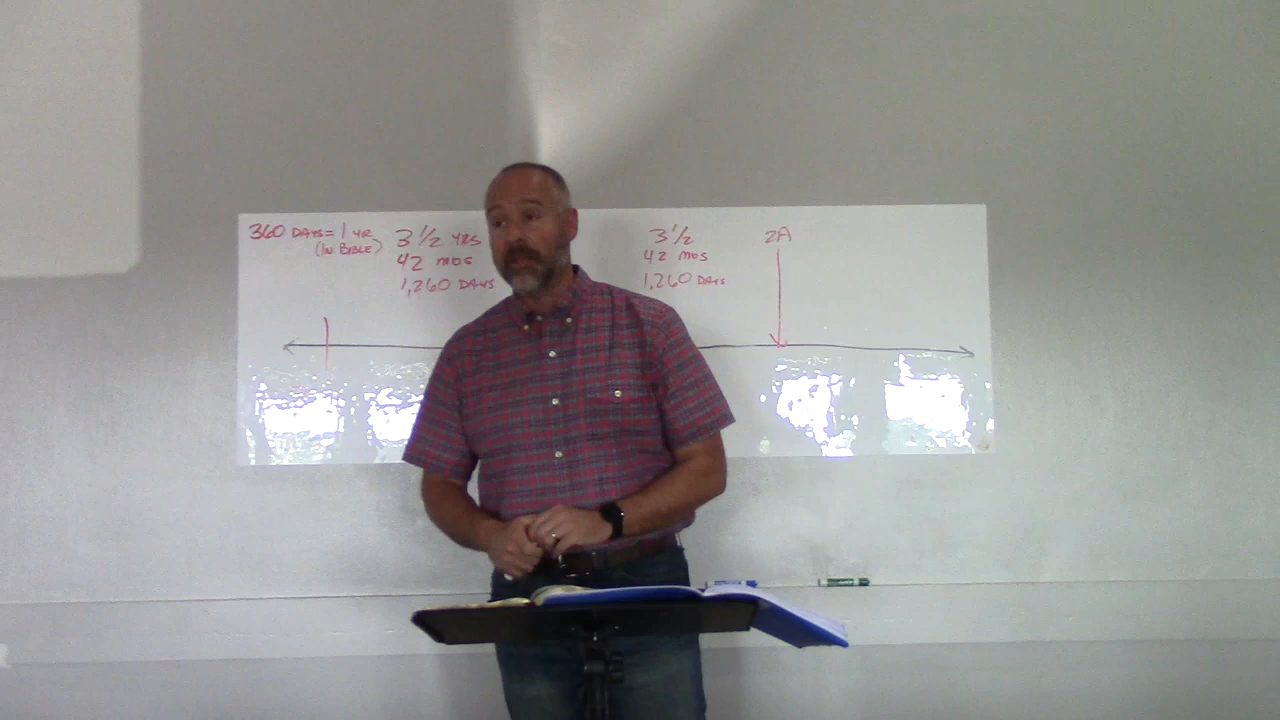 360 DAYS = 1 YR
(IN BIBLE)
3 1/2 YRS
42 MOS
1,260 DAYS
3 1/2
42 MOS
1,260 DAYS
2A